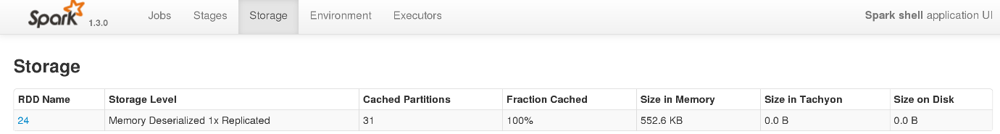 Spark 1.3.0 Jobs Stages Storage Environment Executors Spark shell application UI
Storage
RDD Name Storage Level Cached Partitions Fraction Cached Size in Memory Size in Tachyon Size on Disk
24 Memory Deserialized 1x Replicated 31 100% 552.6 KB 0.0 B 0.0 B